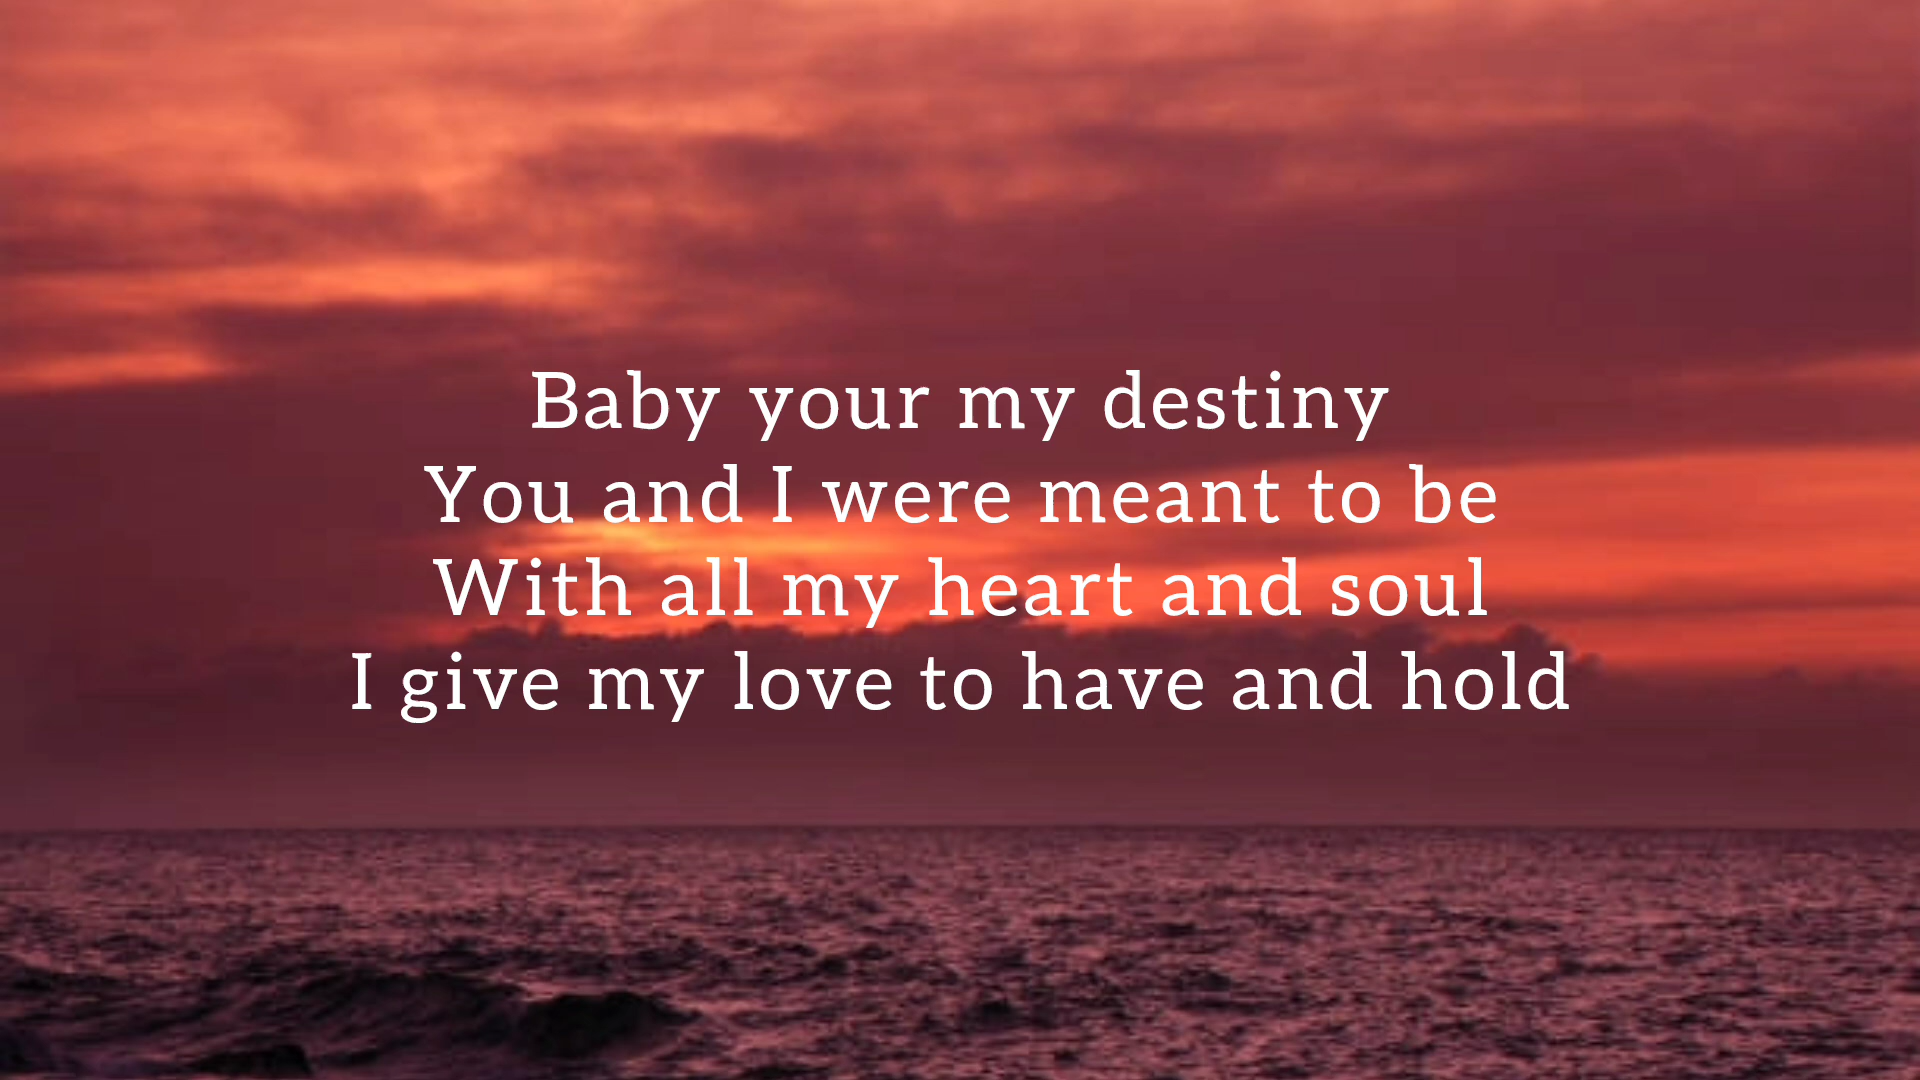 Baby your my destiny
You and I were meant to be
With all my heart and soul
I give my love to have and hold